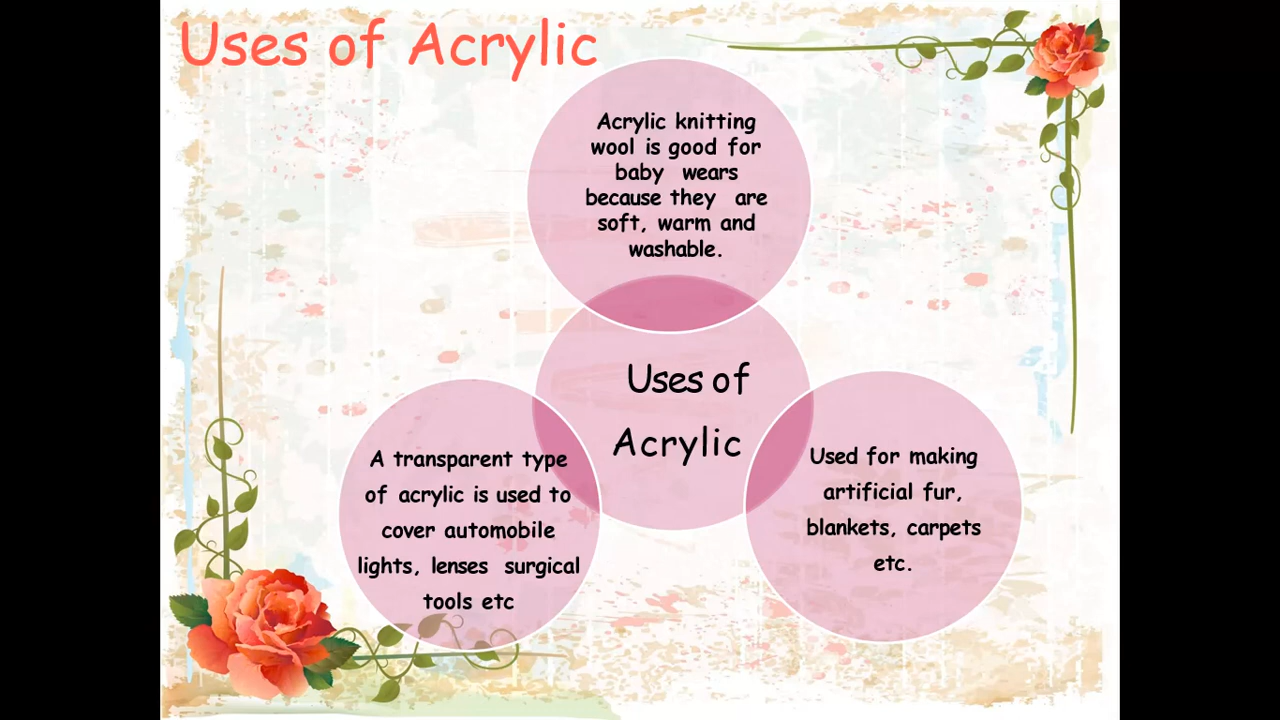 Uses of Acrylic
Acrylic knitting
wool is good for
baby wears
because they are
soft, warm and
washable.
Uses of
Acrylic
A transparent type
of acrylic is used to
cover automobile
lights, lenses surgical
tools etc
Used for making
artificial fur,
blankets, carpets
etc.